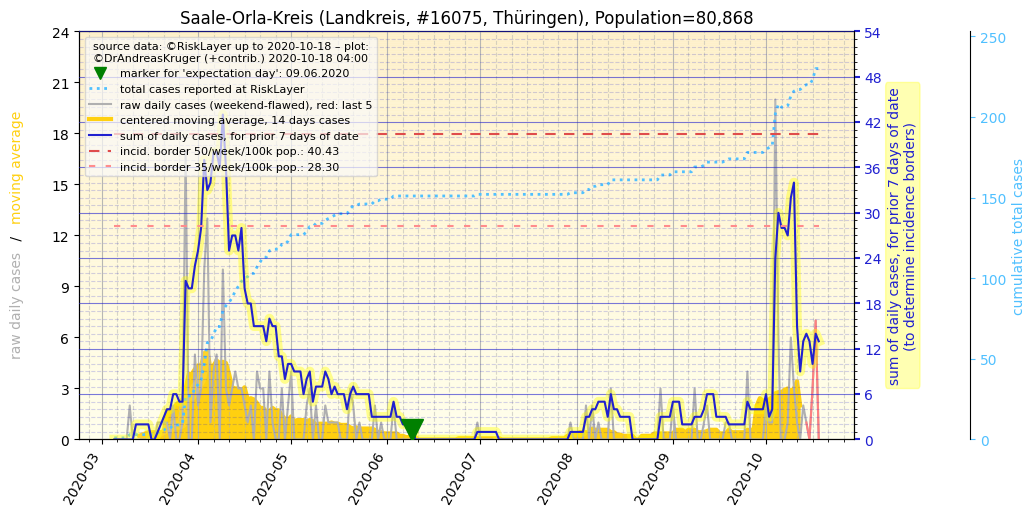 Saale-Orla-Kreis (Landkreis, #16075, Thüringen), Population=80,868
source data: ©RiskLayer up to 2020-10-18 – plot:
©DrAndreasKruger (+contrib.) 2020-10-18 04:00
marker for 'expectation day': 09.06.2020
total cases reported at RiskLayer
raw daily cases (weekend-flawed), red: last 5
centered moving average, 14 days cases
sum of daily cases, for prior 7 days of date
incid. border 50/week/100k pop.: 40.43
incid. border 35/week/100k pop.: 28.30
raw daily cases / moving average
24
21
18
15
12
9
6
3
0
54
48
42
36
30
24
18
12
6
0
sum of daily cases, for prior 7 days of date
(to determine incidence borders)
250
200
150
100
50
0
cumulative total cases
2020-03
2020-04
2020-05
2020-06
2020-07
2020-08
2020-09
2020-10